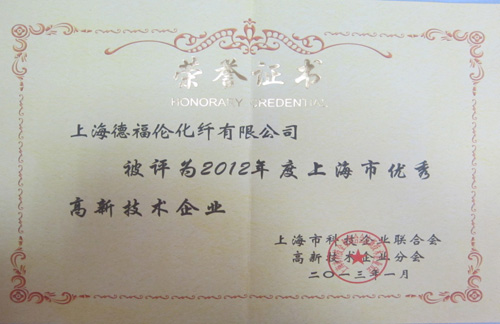 荣誉证书
HONORARY CREDENTIAL
上海德福伦化纤有限公司
被评为2012年度上海市优秀
高新技术企业
上海市科技企业联合会
高新技术企业分会
二〇一三年一月